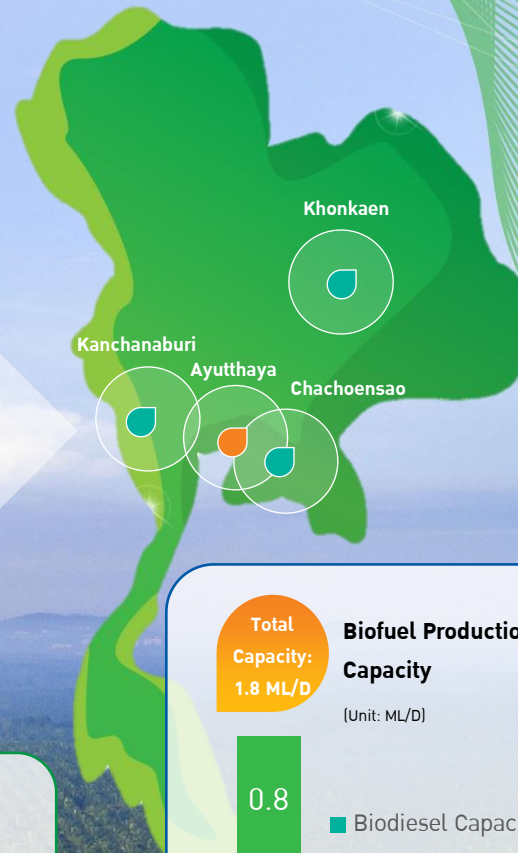 Khonkaen
Kanchanaburi
Ayutthaya
Chachoensao
Total
Capacity:
1.8 ML/D
Biofuel Productio
Capacity
(Unit: ML/D)
0.8
Biodiesel Capac